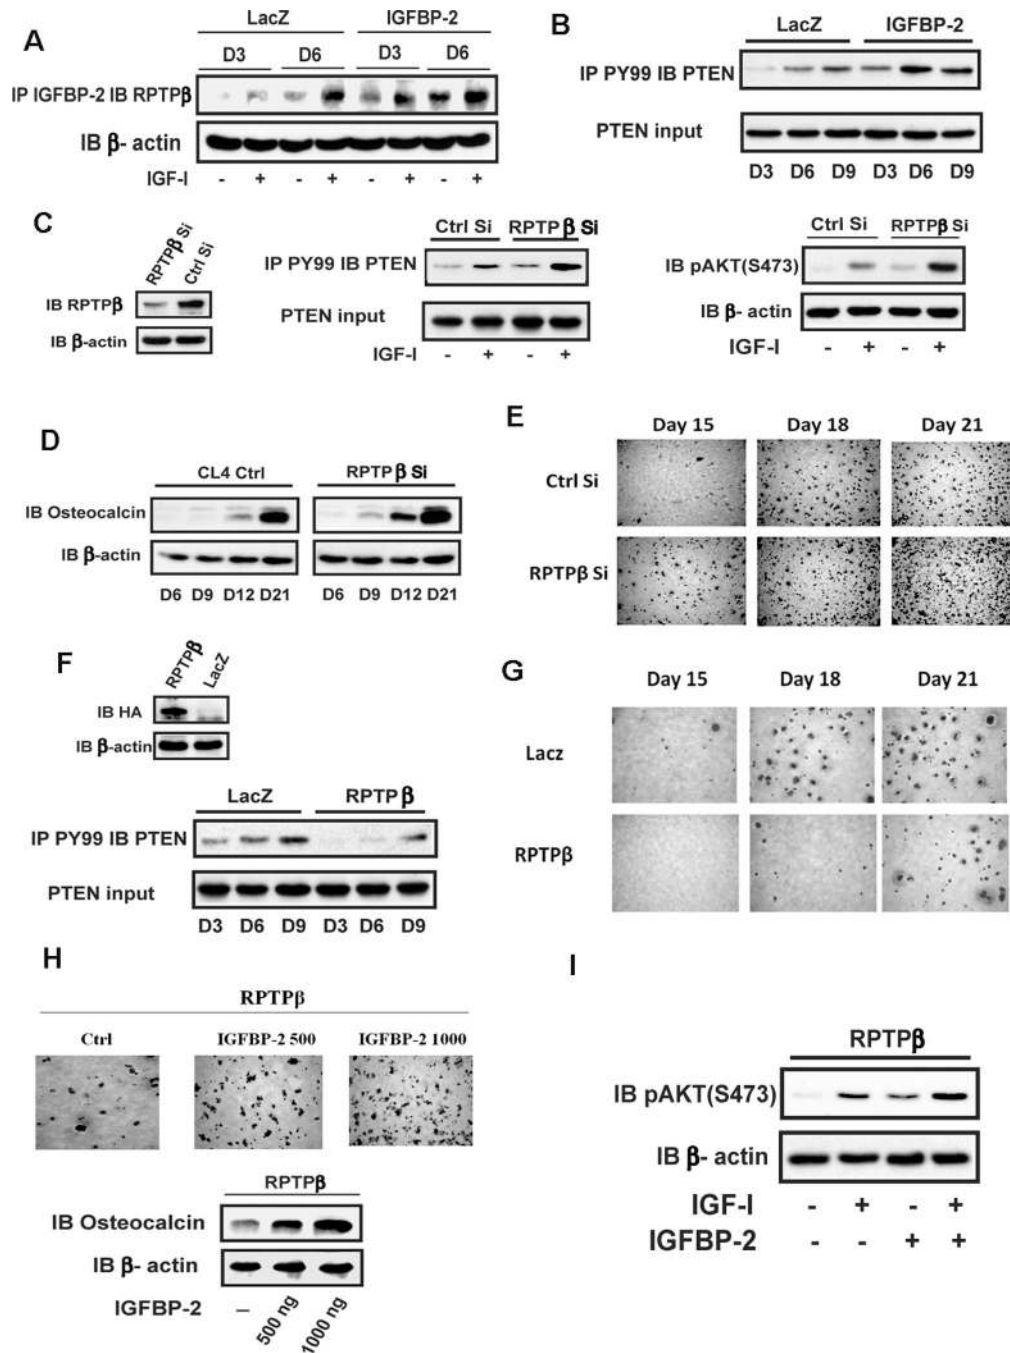 A
LacZ IGFBP-2
D3 D6 D3 D6
IP IGFBP-2 IB RPTPβ
IB β- actin
IGF-I - + - + - + - +
B
LacZ IGFBP-2
IP PY99 IB PTEN
PTEN input
D3 D6 D9 D3 D6 D9
C
RPTPβ Si Ctrl Si
IB RPTPβ
IB β-actin
Ctrl Si RPTP β Si
IP PY99 IB PTEN
PTEN input
IGF-I - + - +
Ctrl Si RPTPβ Si
IB pAKT(S473)
IB β- actin
IGF-I - + - +
D
CL4 Ctrl RPTP β Si
IB Osteocalcin
IB β-actin
D6 D9 D12 D21 D6 D9 D12 D21
E
Day 15 Day 18 Day 21
Ctrl Si
RPTPβ Si
F
RPTPβ LacZ
IB HA
IB β-actin
LacZ RPTP β
IP PY99 IB PTEN
PTEN input
D3 D6 D9 D3 D6 D9
G
Day 15 Day 18 Day 21
Lacz
RPTPβ
H
RPTPβ
Ctrl IGFBP-2 500 IGFBP-2 1000
RPTPβ
IB Osteocalcin
IB β- actin
IGFBP-2 – 500 ng 1000 ng
I
RPTPβ
IB pAKT(S473)
IB β- actin
IGF-I - + - +
IGFBP-2 - - + +